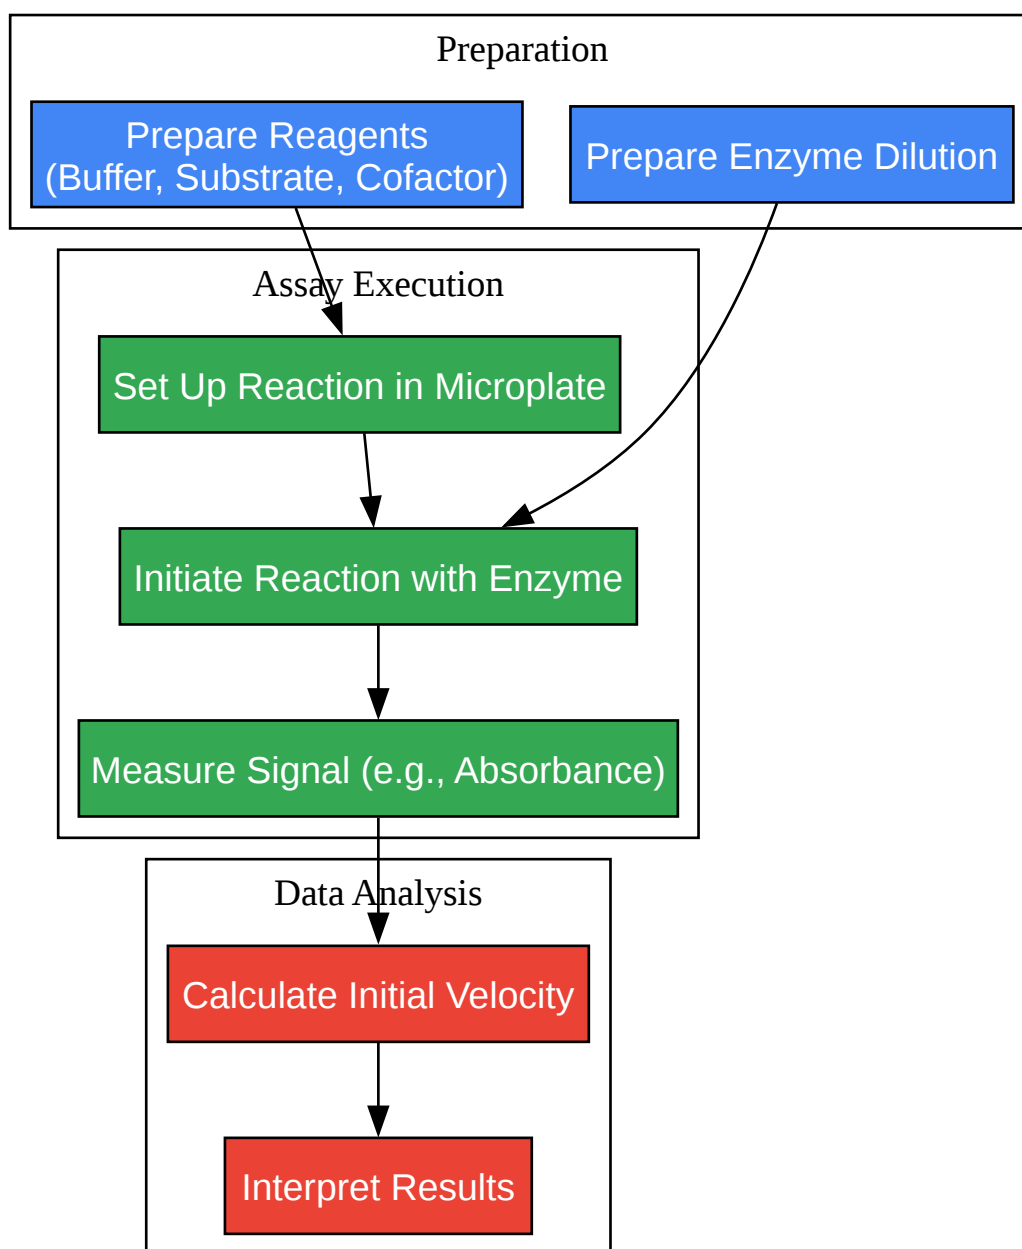 Preparation
Prepare Reagents
(Buffer, Substrate, Cofactor)
Prepare Enzyme Dilution
Assay Execution
Set Up Reaction in Microplate
Initiate Reaction with Enzyme
Measure Signal (e.g., Absorbance)
Data Analysis
Calculate Initial Velocity
Interpret Results